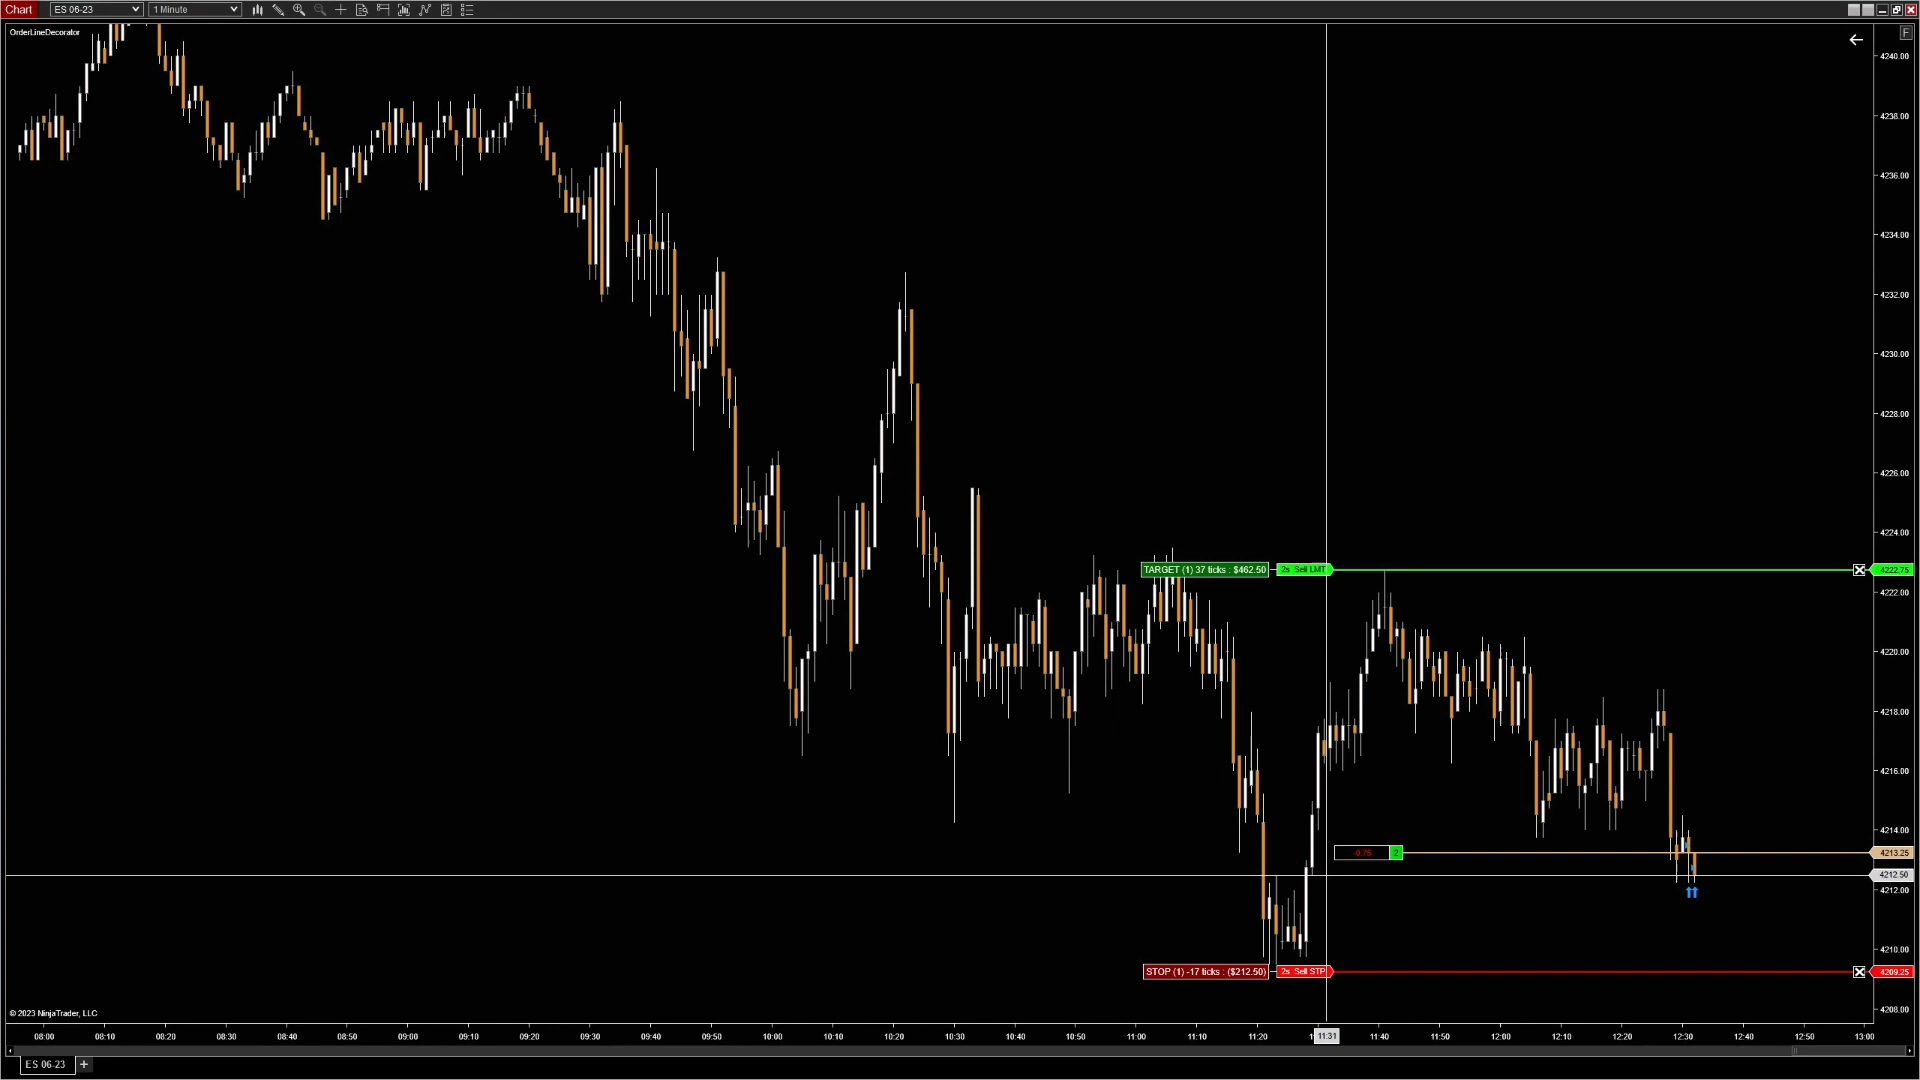 Chart ES 06-23 1 Minute
OrderLineDecorator
F
4240.00
4238.00
4236.00
4234.00
4232.00
4230.00
4228.00
4226.00
4224.00
TARGET (1) 37 ticks : $462.50 2s Sell LMT 4222.75
4222.00
4220.00
4218.00
4216.00
4214.00
-0.75 2 4213.25
4212.50
4212.00
4210.00
STOP (1) -17 ticks : ($212.50) 2s Sell STP 4209.25
4208.00
© 2023 NinjaTrader, LLC
08:00 08:10 08:20 08:30 08:40 08:50 09:00 09:10 09:20 09:30 09:40 09:50 10:00 10:10 10:20 10:30 10:40 10:50 11:00 11:10 11:20 11:31 11:40 11:50 12:00 12:10 12:20 12:30 12:40 12:50 13:00
ES 06-23 +